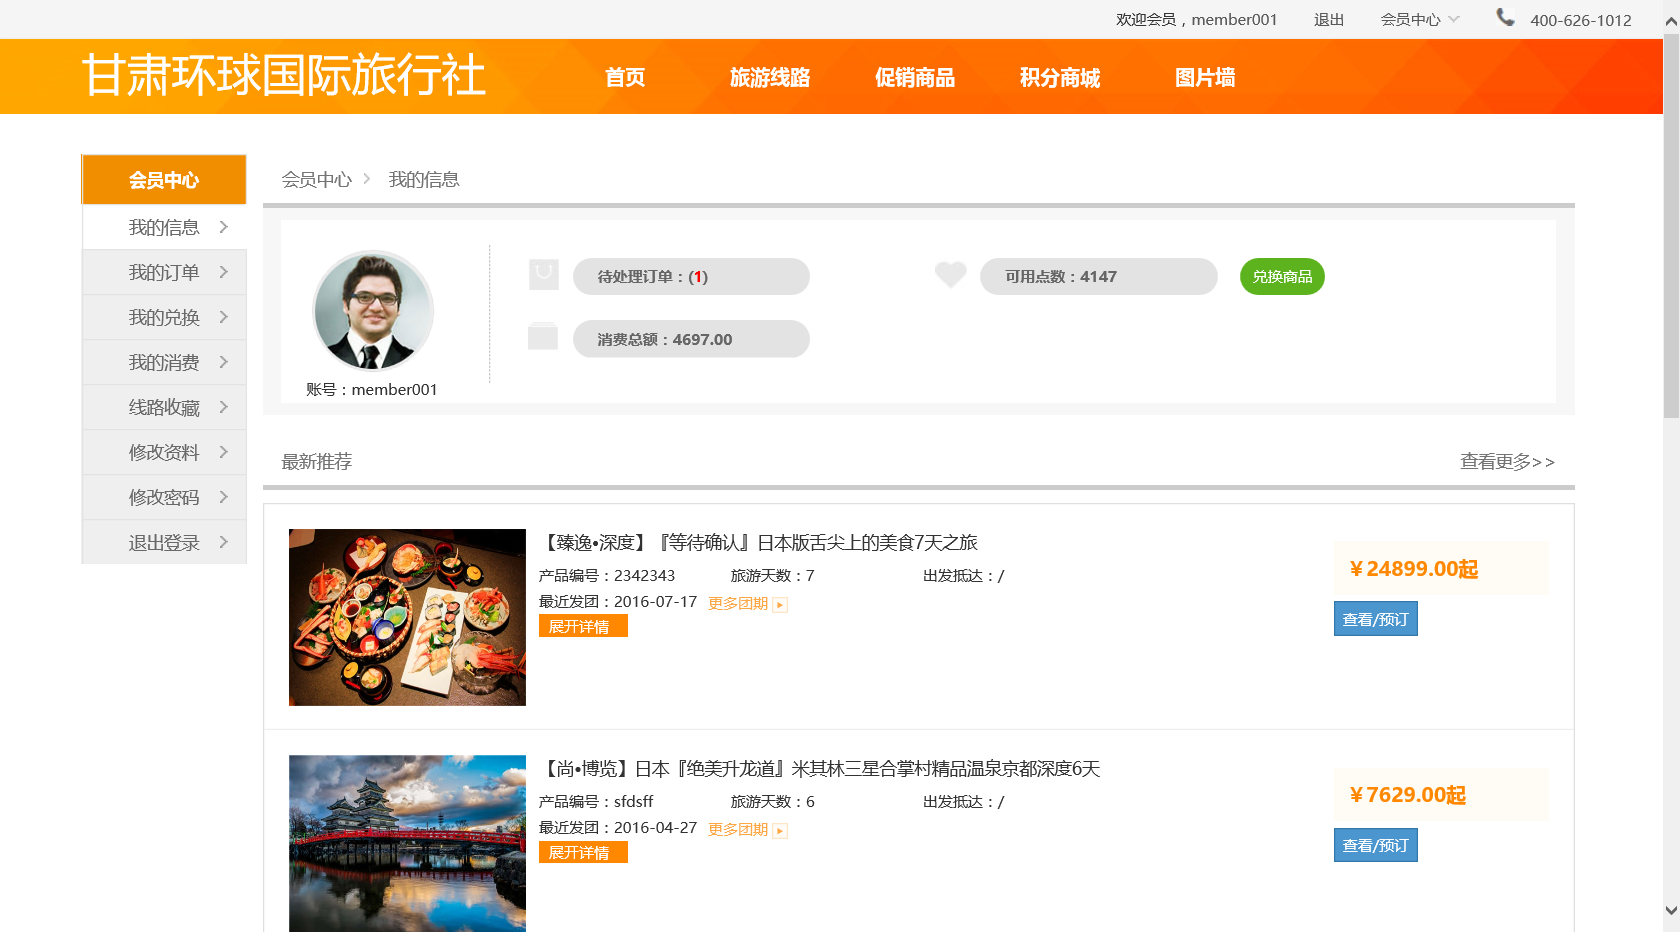 欢迎会员，member001 退出 会员中心 400-626-1012
甘肃环球国际旅行社 首页 旅游线路 促销商品 积分商城 图片墙
会员中心
我的信息
我的订单
我的兑换
我的消费
线路收藏
修改资料
修改密码
退出登录
会员中心 我的信息
待处理订单：(1) 可用点数：4147 兑换商品
消费总额：4697.00
账号：member001
最新推荐 查看更多>>
【臻逸•深度】『等待确认』日本版舌尖上的美食7天之旅
产品编号：2342343 旅游天数：7 出发抵达：/
最近发团：2016-07-17 更多团期
展开详情
￥24899.00起
查看/预订
【尚•博览】日本『绝美升龙道』米其林三星合掌村精品温泉京都深度6天
产品编号：sfdsff 旅游天数：6 出发抵达：/
最近发团：2016-04-27 更多团期
展开详情
￥7629.00起
查看/预订